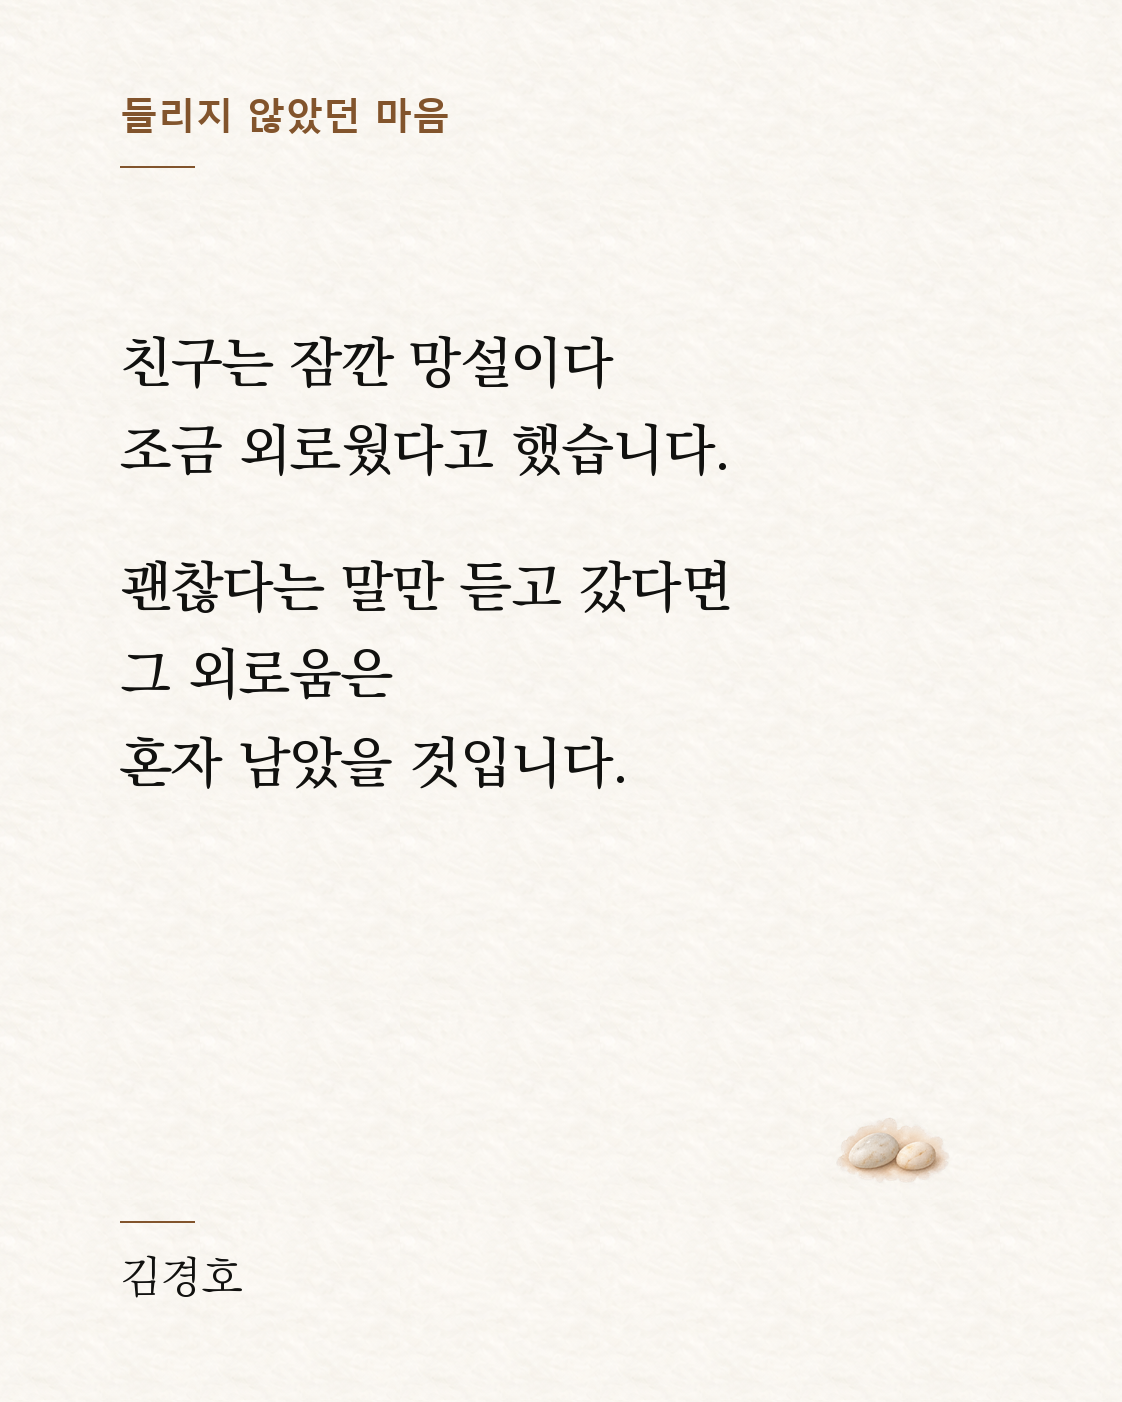 들리지 않았던 마음
친구는 잠깐 망설이다
조금 외로웠다고 했습니다.
괜찮다는 말만 듣고 갔다면
그 외로움은
혼자 남았을 것입니다.
김경호